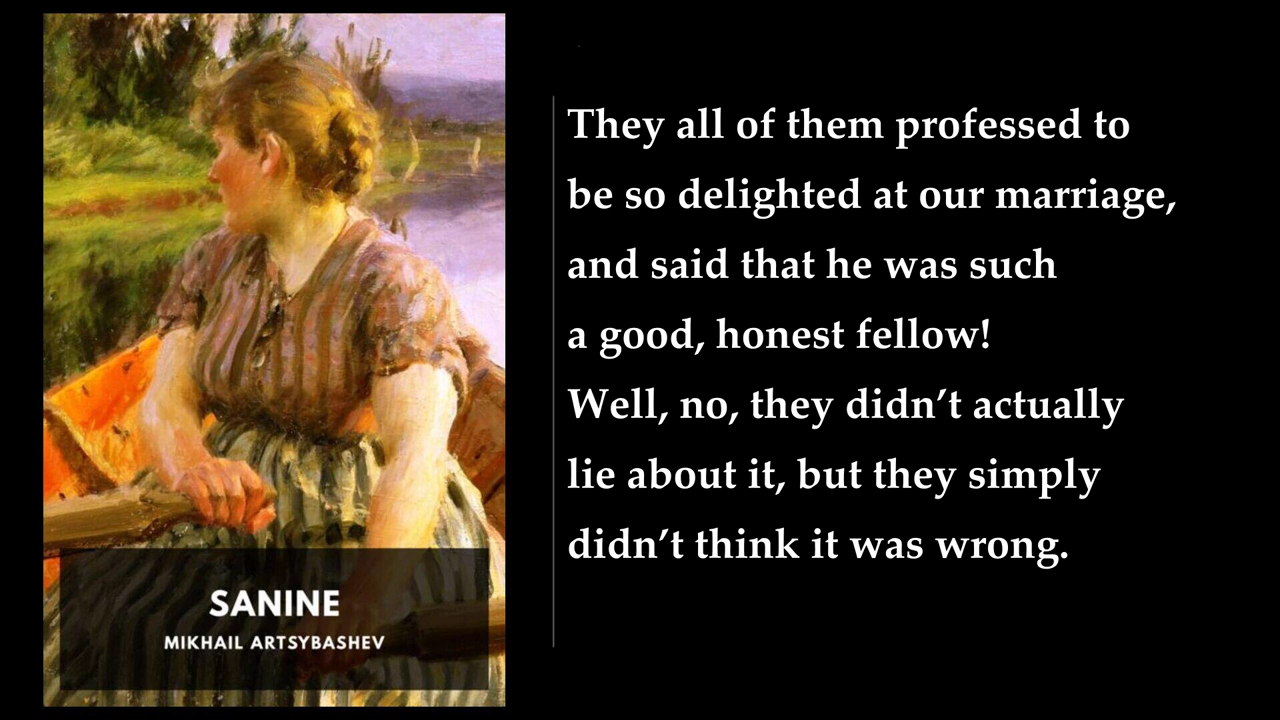 They all of them professed to
be so delighted at our marriage,
and said that he was such
a good, honest fellow!
Well, no, they didn’t actually
lie about it, but they simply
didn’t think it was wrong.
SANINE
MIKHAIL ARTSYBASHEV